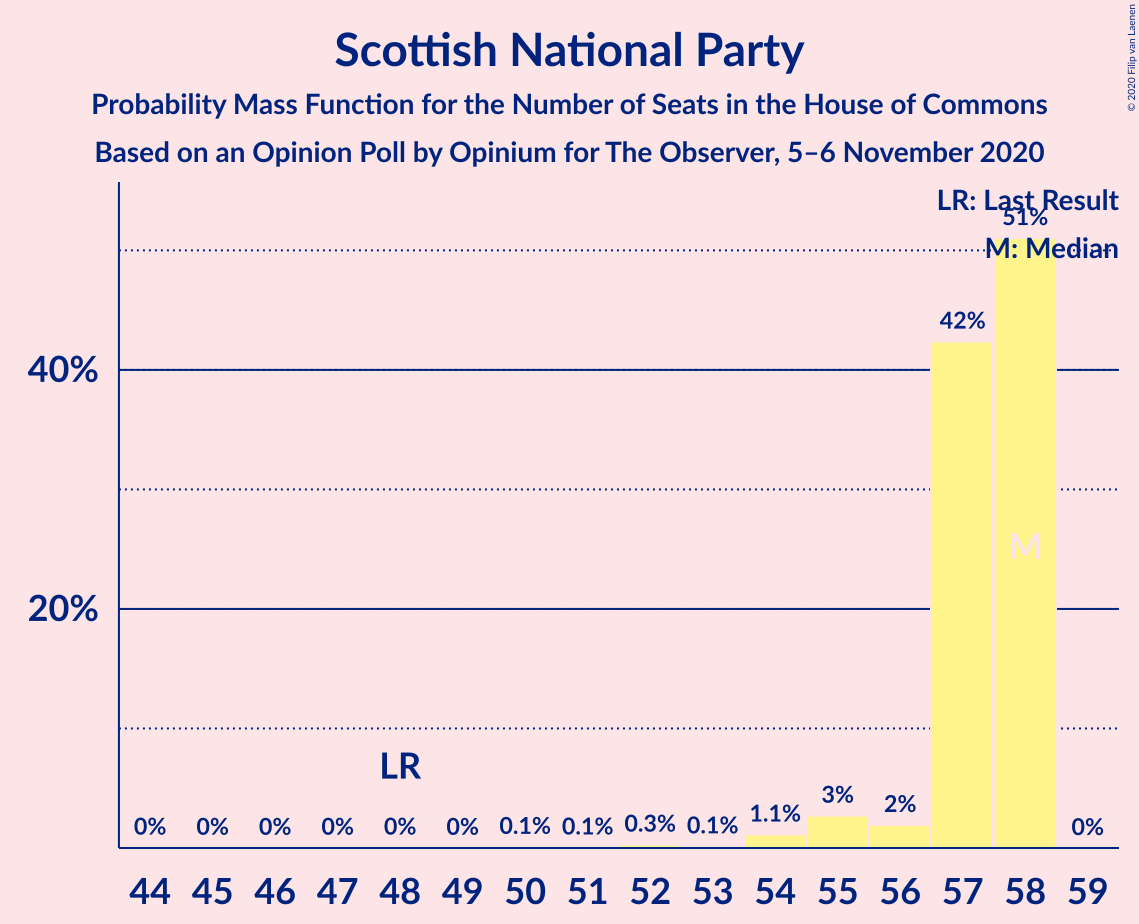 © 2020 Filip van Laenen
Scottish National Party
Probability Mass Function for the Number of Seats in the House of Commons
Based on an Opinion Poll by Opinium for The Observer, 5–6 November 2020
LR: Last Result
51%
M: Median
42%
40%
M
20%
LR
0% 0% 0% 0% 0% 0% 0.1% 0.1% 0.3% 0.1% 1.1% 3% 2% 0%
44 45 46 47 48 49 50 51 52 53 54 55 56 57 58 59